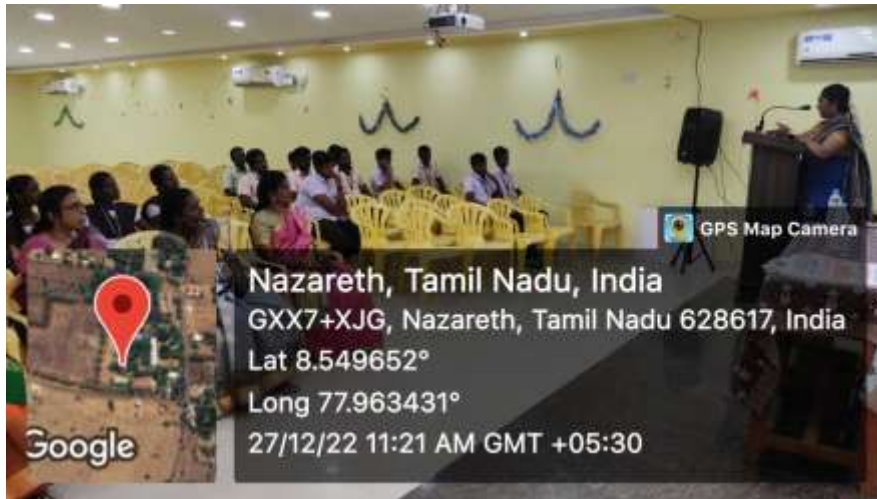 GPS Map Camera
Nazareth, Tamil Nadu, India
GXX7+XJG, Nazareth, Tamil Nadu 628617, India
Lat 8.549652°
Long 77.963431°
27/12/22 11:21 AM GMT +05:30
Google